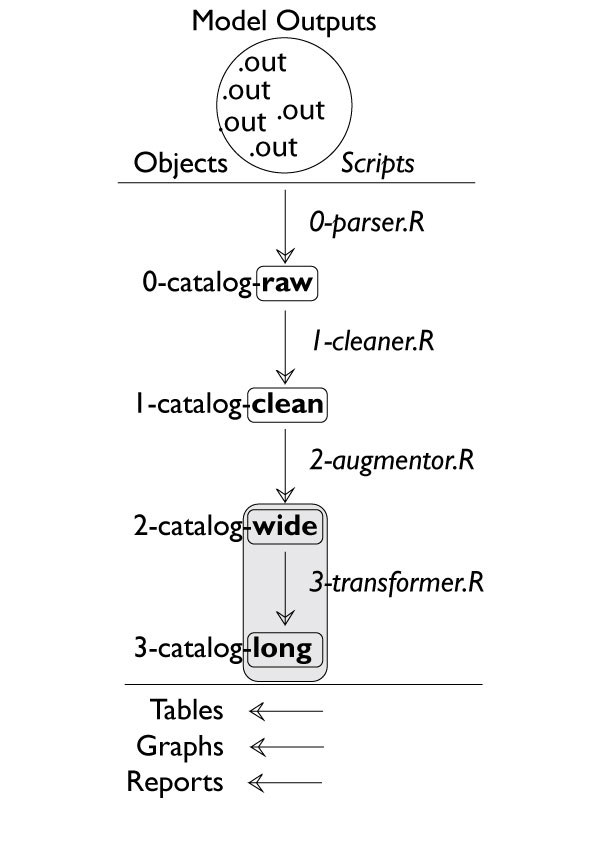 Model Outputs
.out
.out
.out
.out
.out
Objects
Scripts
0-parser.R
0-catalog-raw
1-cleaner.R
1-catalog-clean
2-augmentor.R
2-catalog-wide
3-transformer.R
3-catalog-long
Tables
Graphs
Reports